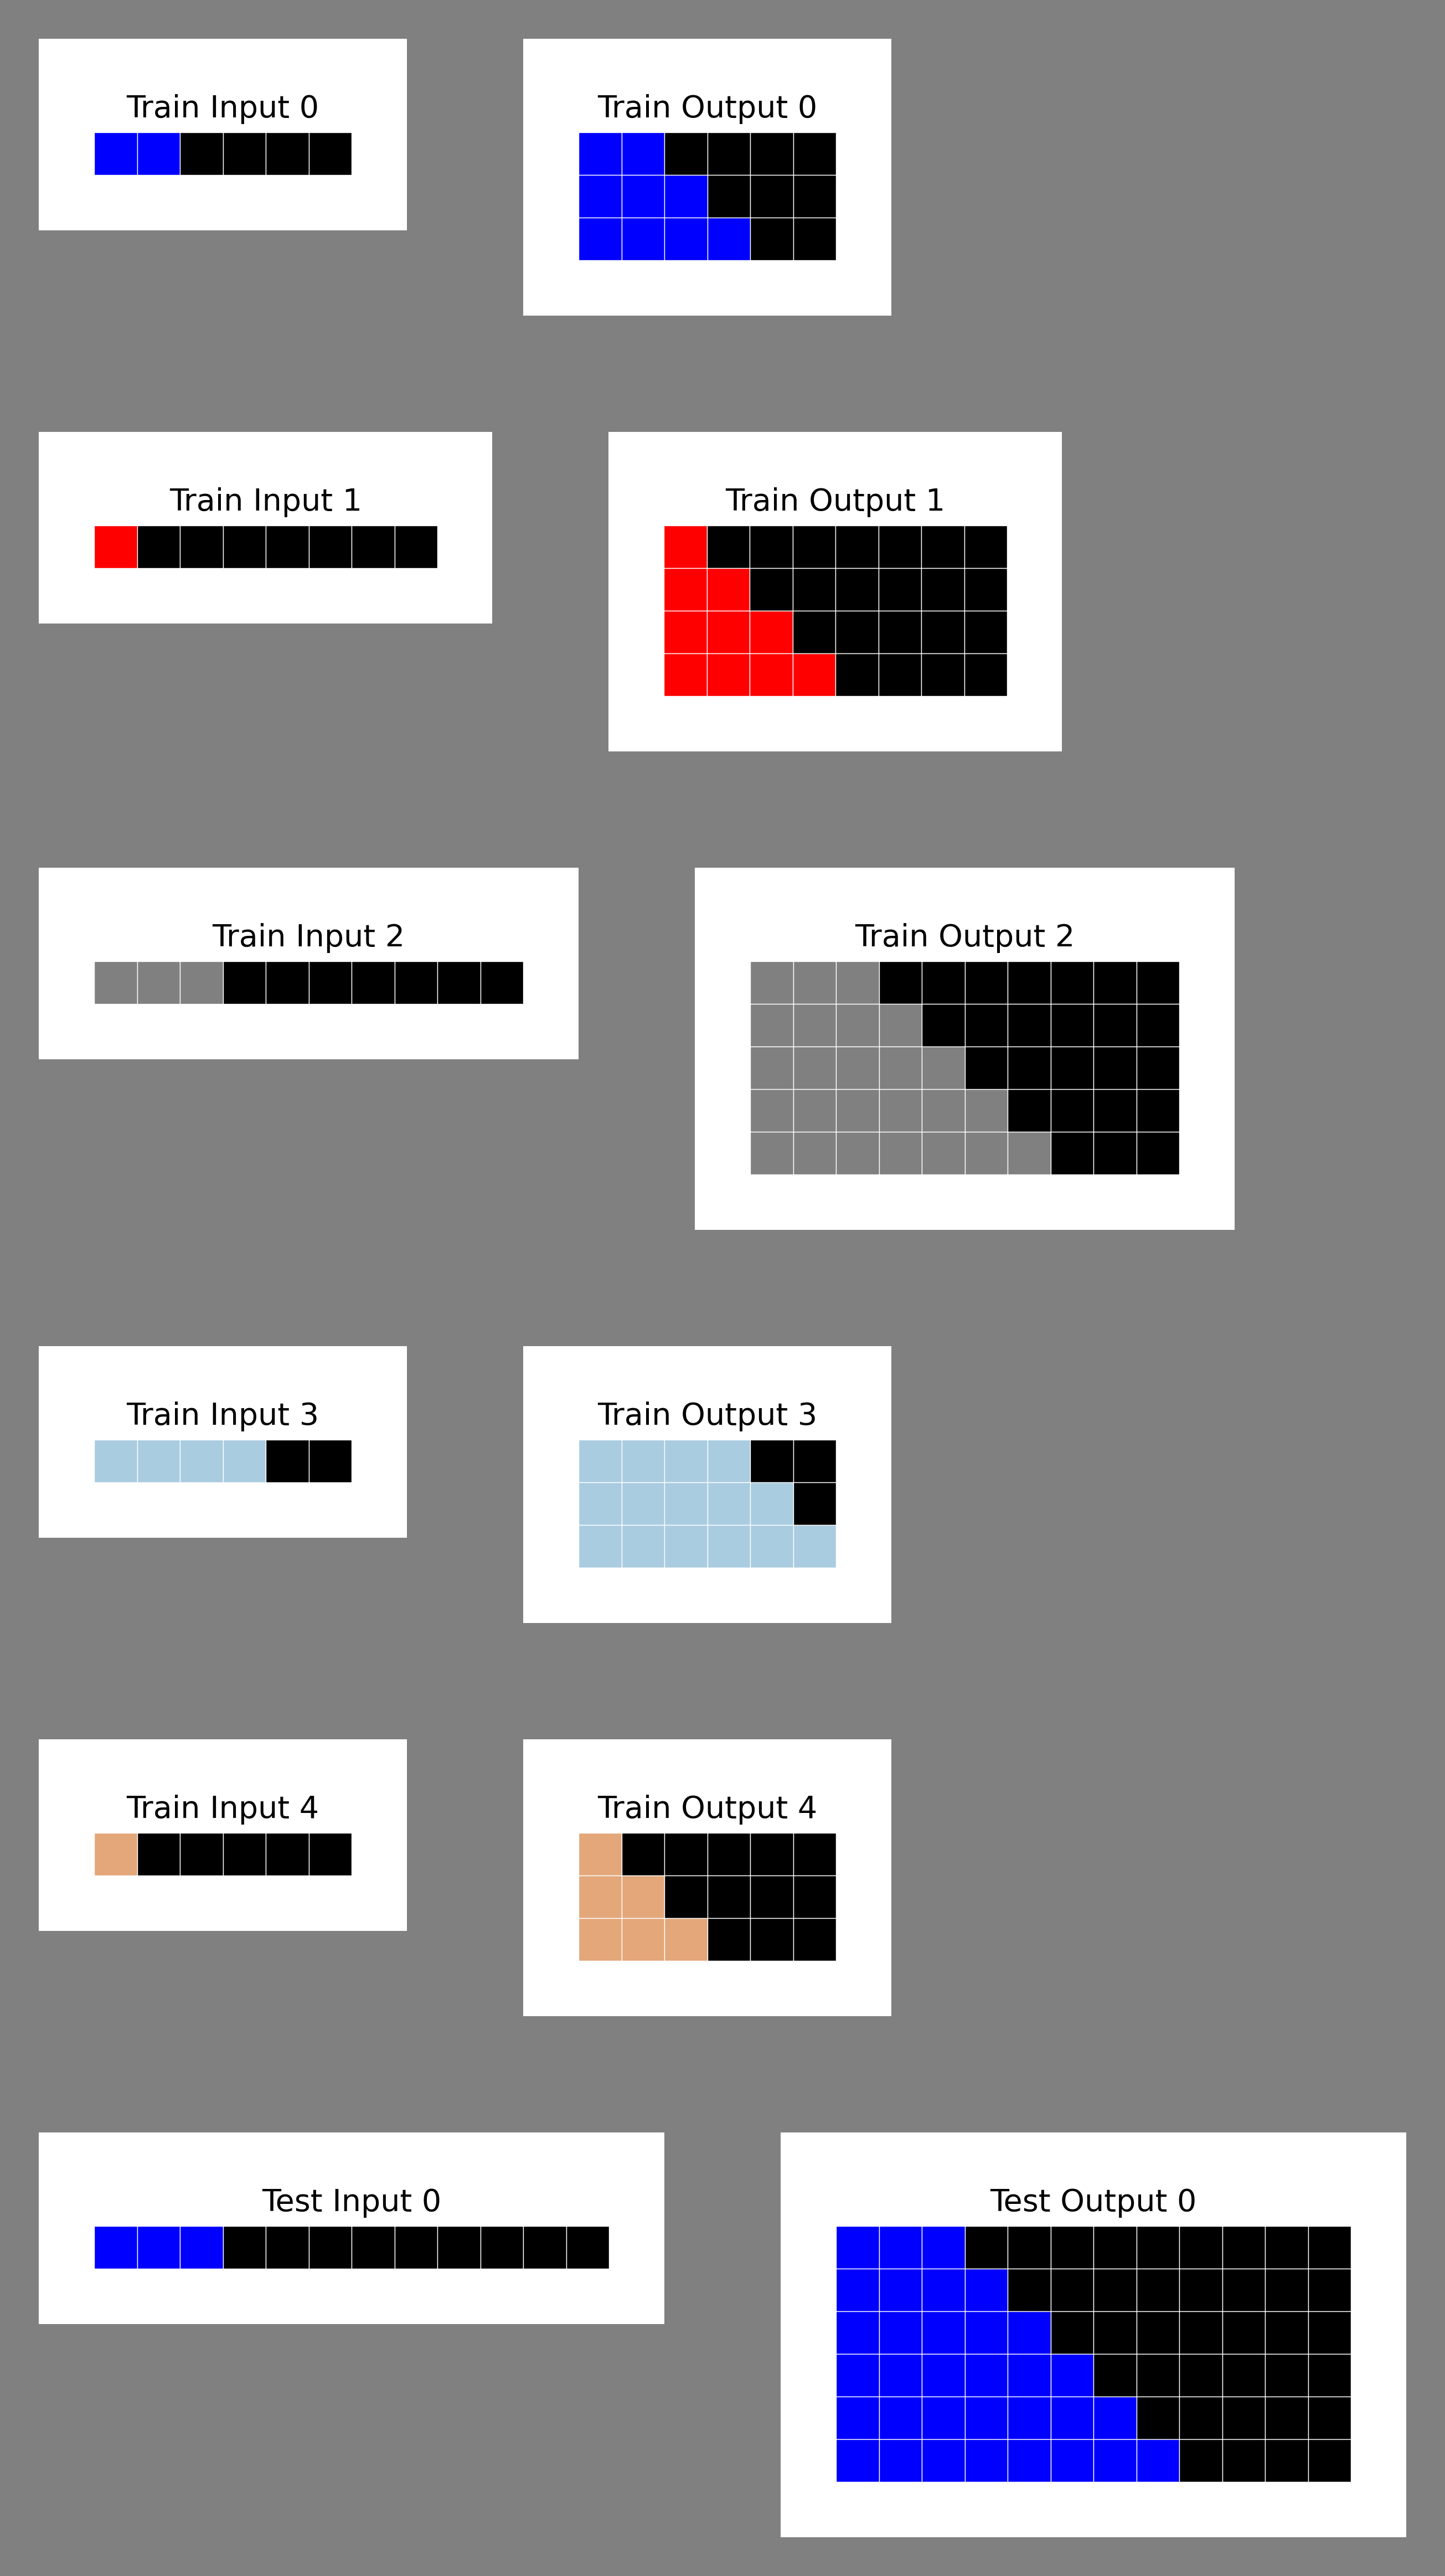 Train Input 0
Train Output 0
Train Input 1
Train Output 1
Train Input 2
Train Output 2
Train Input 3
Train Output 3
Train Input 4
Train Output 4
Test Input 0
Test Output 0